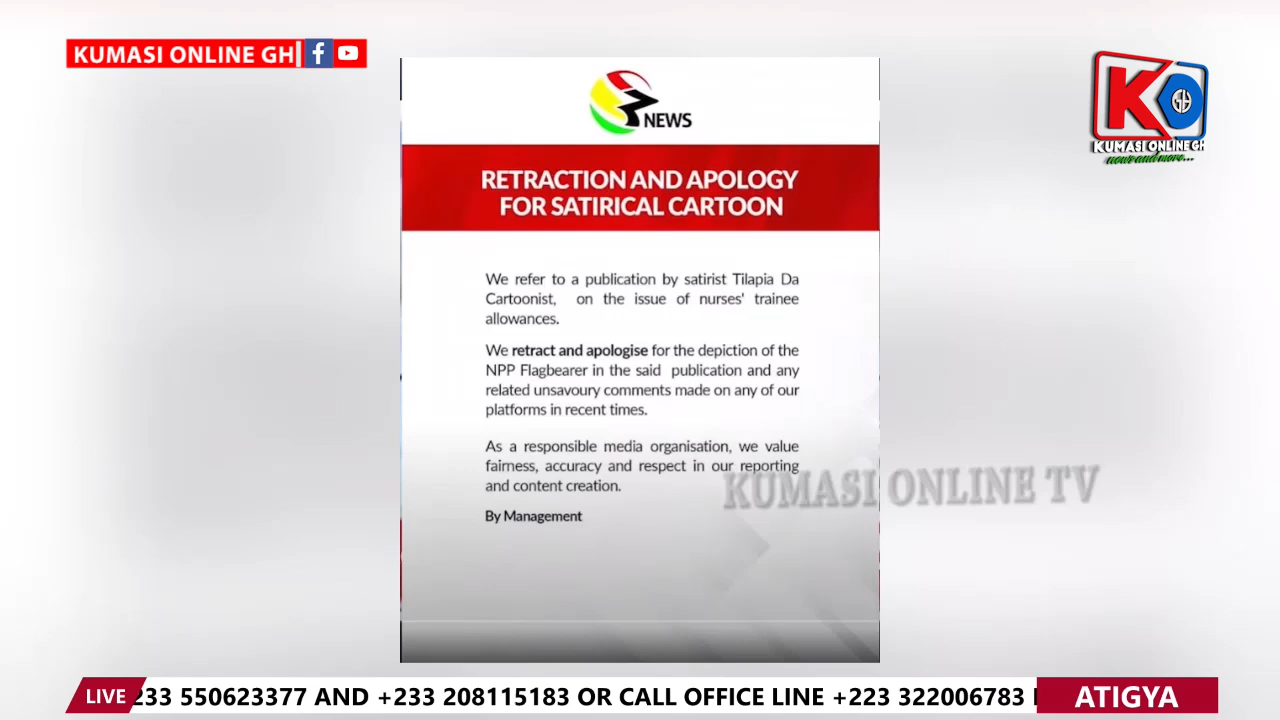 KUMASI ONLINE GH
KUMASI ONLINE GH
news and more...
3
NEWS
RETRACTION AND APOLOGY
FOR SATIRICAL CARTOON
We refer to a publication by satirist Tilapia Da
Cartoonist, on the issue of nurses' trainee
allowances.
We retract and apologise for the depiction of the
NPP Flagbearer in the said publication and any
related unsavoury comments made on any of our
platforms in recent times.
As a responsible media organisation, we value
fairness, accuracy and respect in our reporting
and content creation.
By Management
KUMASI ONLINE TV
LIVE
233 550623377 AND +233 208115183 OR CALL OFFICE LINE +223 322006783
ATIGYA